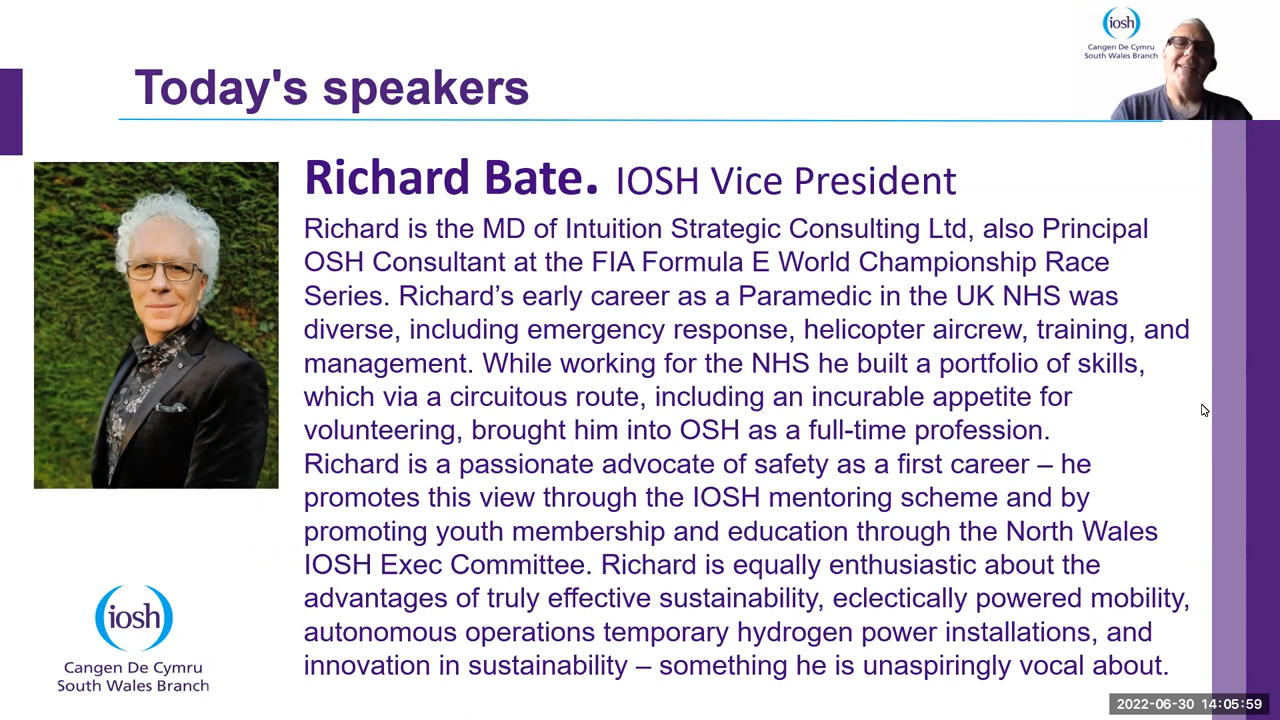 iosh
Cangen De Cymru
South Wales Branch
Today's speakers
Richard Bate. IOSH Vice President
Richard is the MD of Intuition Strategic Consulting Ltd, also Principal
OSH Consultant at the FIA Formula E World Championship Race
Series. Richard’s early career as a Paramedic in the UK NHS was
diverse, including emergency response, helicopter aircrew, training, and
management. While working for the NHS he built a portfolio of skills,
which via a circuitous route, including an incurable appetite for
volunteering, brought him into OSH as a full-time profession.
Richard is a passionate advocate of safety as a first career – he
promotes this view through the IOSH mentoring scheme and by
promoting youth membership and education through the North Wales
IOSH Exec Committee. Richard is equally enthusiastic about the
advantages of truly effective sustainability, eclectically powered mobility,
autonomous operations temporary hydrogen power installations, and
innovation in sustainability – something he is unaspiringly vocal about.
iosh
Cangen De Cymru
South Wales Branch
2022-06-30 14:05:59